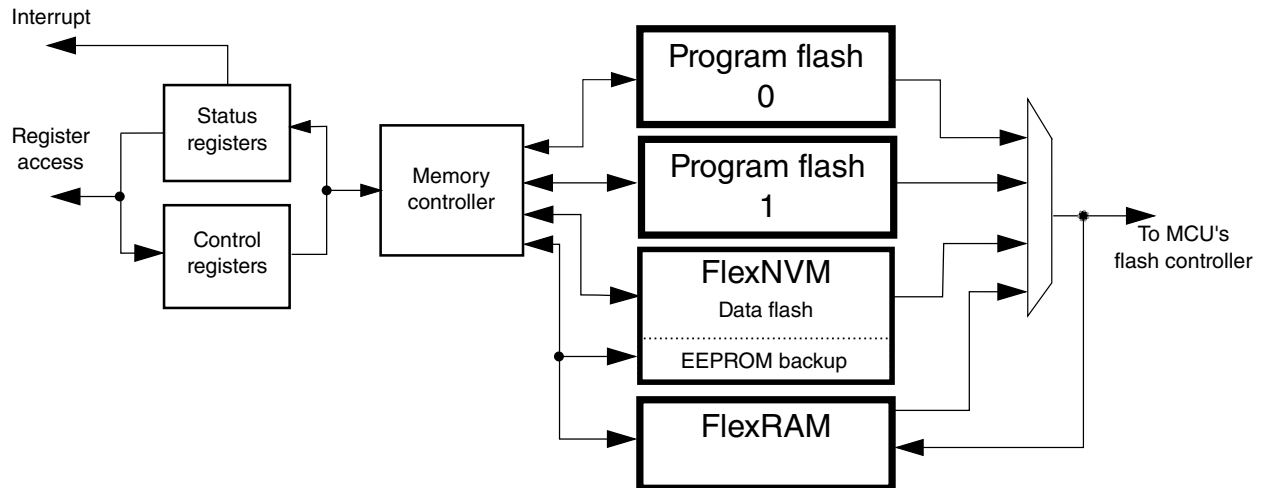 Interrupt
Status
registers
Register
access
Control
registers
Memory
controller
Program flash
0
Program flash
1
FlexNVM
Data flash
EEPROM backup
FlexRAM
To MCU's
flash controller